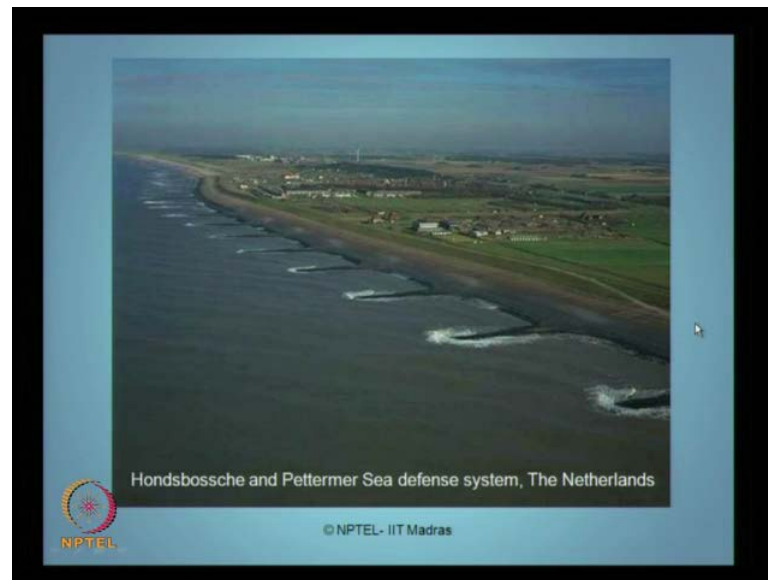 Hondsbossche and Pettermer Sea defense system, The Netherlands
NPTEL
© NPTEL- IIT Madras